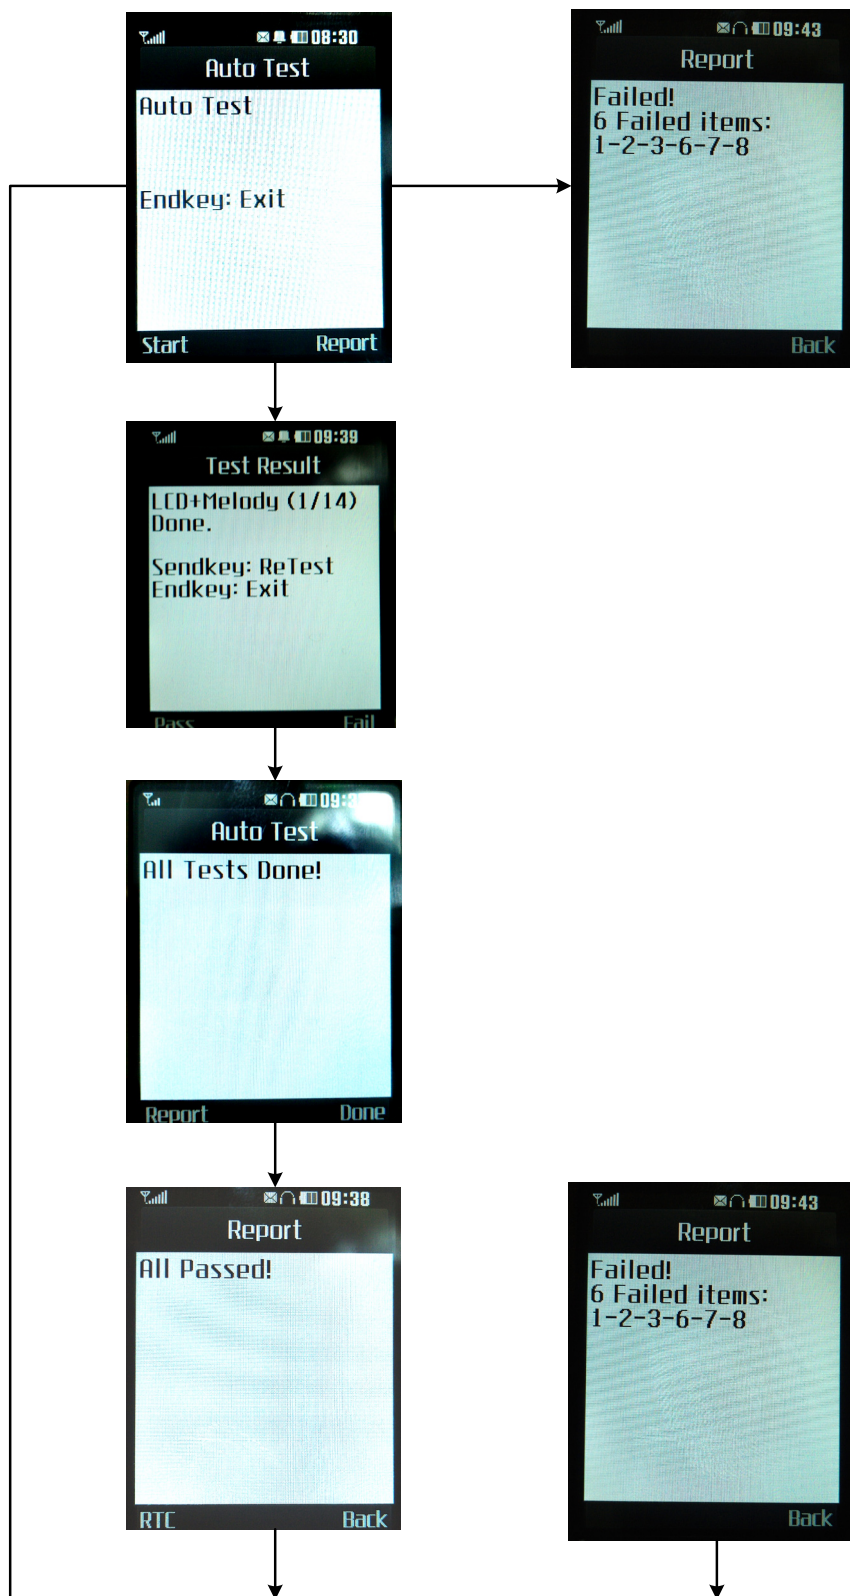 08:30
Auto Test
Auto Test
Endkey: Exit
Start Report
09:43
Report
Failed!
6 Failed items:
1-2-3-6-7-8
Back
09:39
Test Result
LCD+Melody (1/14)
Done.
Sendkey: ReTest
Endkey: Exit
Pass Fail
Auto Test
All Tests Done!
Report Done
09:38
Report
All Passed!
RTC Back
09:43
Report
Failed!
6 Failed items:
1-2-3-6-7-8
Back